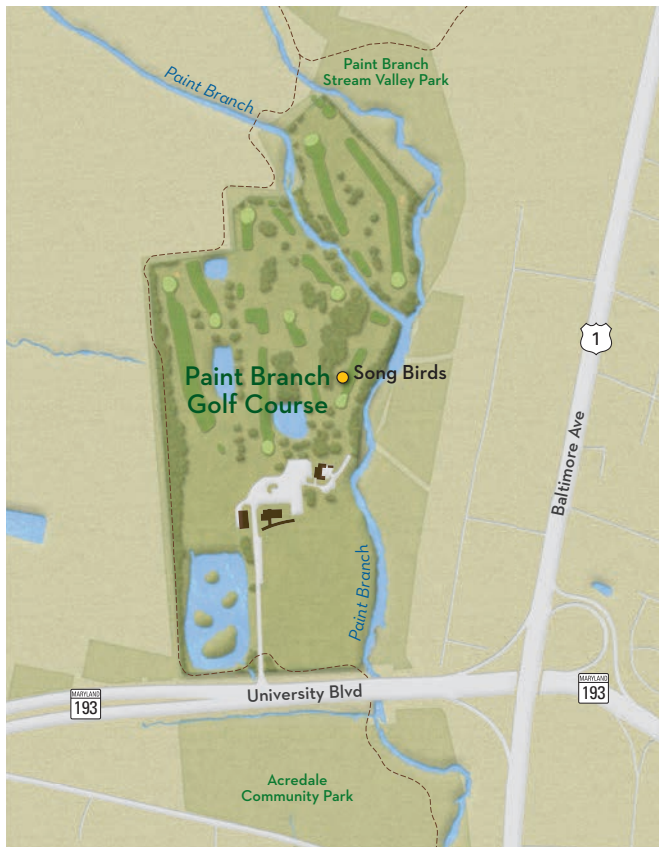 Paint Branch
Stream Valley Park
Paint Branch
1
Paint Branch
Golf Course
Song Birds
Baltimore Ave
Paint Branch
MARYLAND
193
University Blvd
MARYLAND
193
Acredale
Community Park